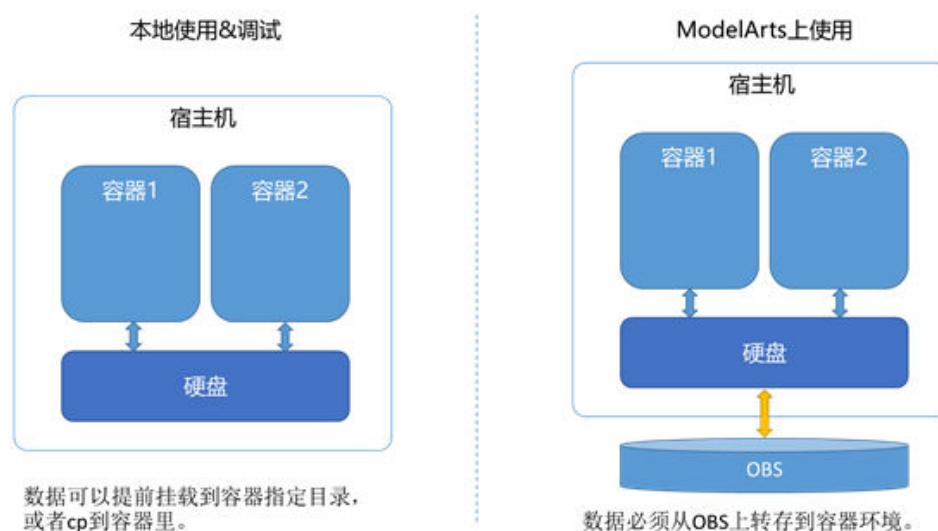 本地使用&调试
宿主机
容器1
容器2
硬盘
数据可以提前挂载到容器指定目录，
或者cp到容器里。
ModelArts上使用
宿主机
容器1
容器2
硬盘
OBS
数据必须从OBS上转存到容器环境。